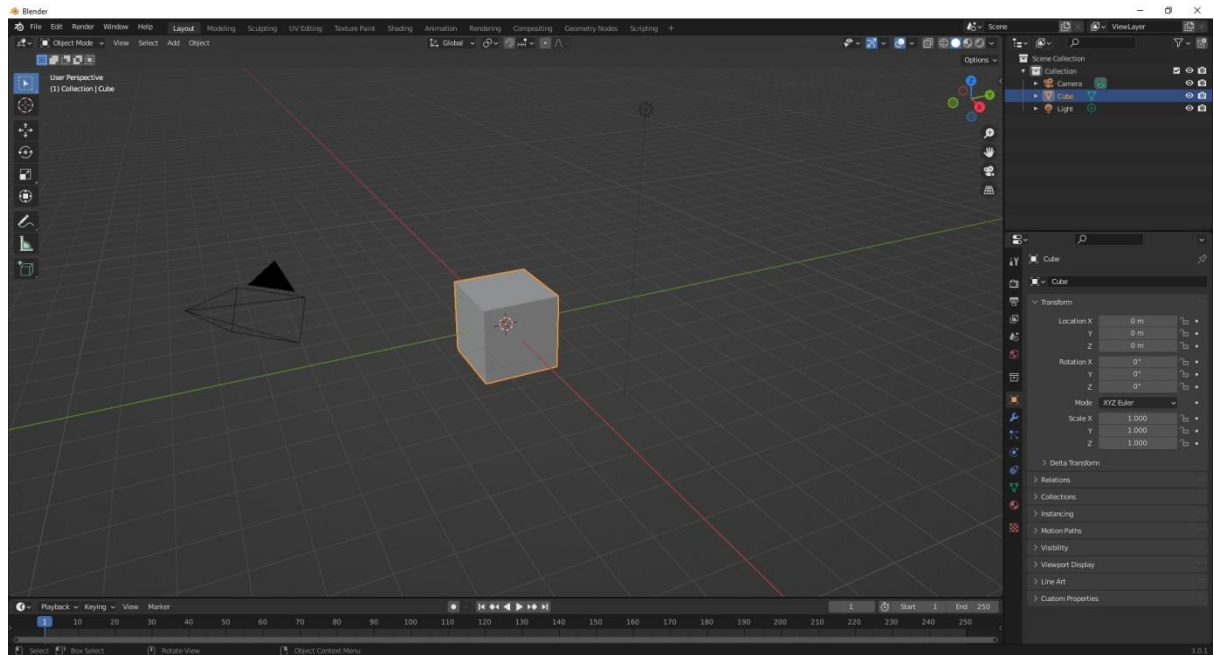 Blender
File Edit Render Window Help Layout Modeling Sculpting UV Editing Texture Paint Shading Animation Rendering Compositing Geometry Nodes Scripting + Scene ViewLayer
Object Mode View Select Add Object Global
Options
User Perspective
(1) Collection | Cube
Z
Y
X
Scene Collection
Collection
Camera
Cube
Light
Cube
Cube
Transform
Location X 0 m
Y 0 m
Z 0 m
Rotation X 0°
Y 0°
Z 0°
Mode XYZ Euler
Scale X 1.000
Y 1.000
Z 1.000
Delta Transform
Relations
Collections
Instancing
Motion Paths
Visibility
Viewport Display
Line Art
Custom Properties
Playback Keying View Marker 1 Start 1 End 250
1 10 20 30 40 50 60 70 80 90 100 110 120 130 140 150 160 170 180 190 200 210 220 230 240 250
Select Box Select Rotate View Object Context Menu 3.0.1